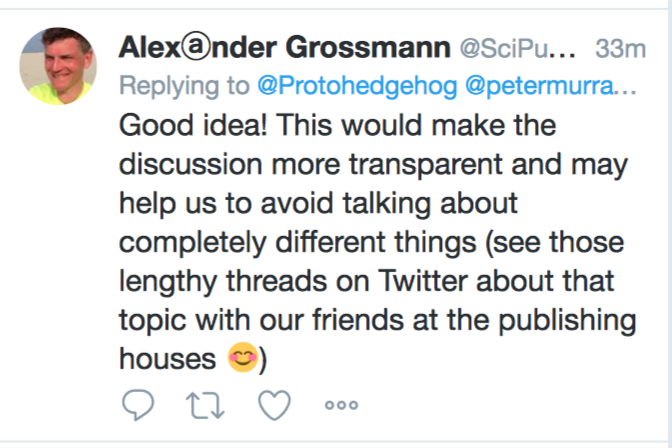 Alexⓐnder Grossmann @SciPu... 33m
Replying to @Protohedgehog @petermurra...
Good idea! This would make the
discussion more transparent and may
help us to avoid talking about
completely different things (see those
lengthy threads on Twitter about that
topic with our friends at the publishing
houses 😊)